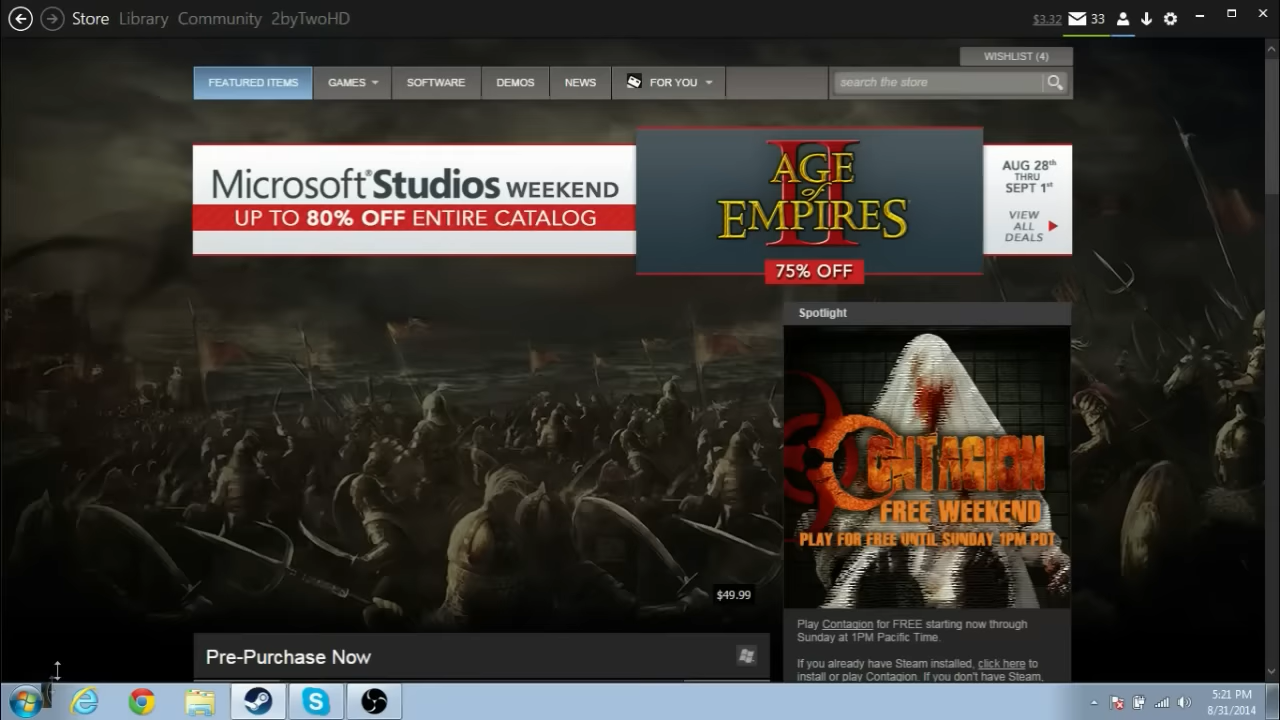 Store Library Community 2byTwoHD
$3.32 33
WISHLIST (4)
FEATURED ITEMS GAMES SOFTWARE DEMOS NEWS FOR YOU
search the store
Microsoft® Studios WEEKEND
UP TO 80% OFF ENTIRE CATALOG
AGE
of
EMPIRES
II
75% OFF
AUG 28th
THRU
SEPT 1st
VIEW
ALL
DEALS
Spotlight
CONTAGION
FREE WEEKEND
PLAY FOR FREE UNTIL SUNDAY 1PM PDT
$49.99
Play Contagion for FREE starting now through
Sunday at 1PM Pacific Time.
If you already have Steam installed, click here to
install or play Contagion. If you don't have Steam,
Pre-Purchase Now
5:21 PM
8/31/2014